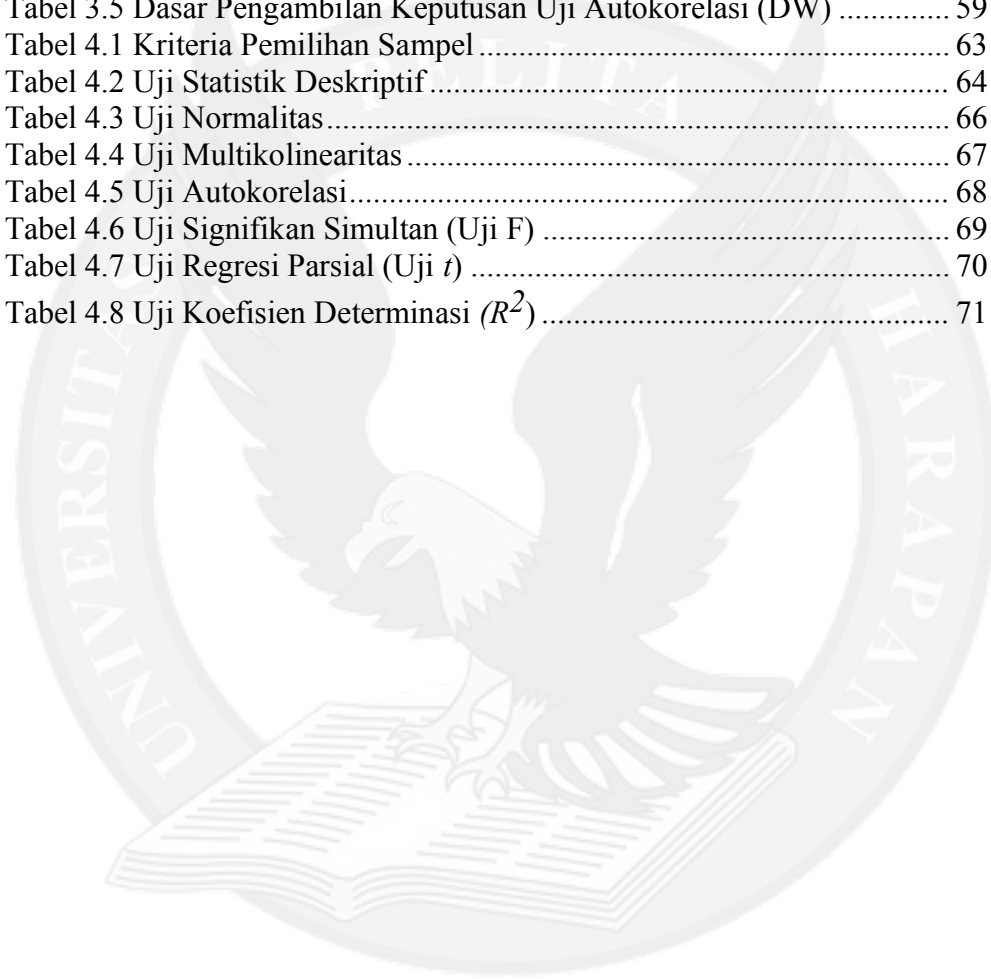 Tabel 3.5 Dasar Pengambilan Keputusan Uji Autokorelasi (DW) ............. 59
Tabel 4.1 Kriteria Pemilihan Sampel ............................................................ 63
Tabel 4.2 Uji Statistik Deskriptif .................................................................. 64
Tabel 4.3 Uji Normalitas ............................................................................... 66
Tabel 4.4 Uji Multikolinearitas ..................................................................... 67
Tabel 4.5 Uji Autokorelasi ............................................................................ 68
Tabel 4.6 Uji Signifikan Simultan (Uji F) .................................................... 69
Tabel 4.7 Uji Regresi Parsial (Uji t) ............................................................. 70
Tabel 4.8 Uji Koefisien Determinasi (R²) .................................................... 71
UNIVERSITAS PELITA HARAPAN